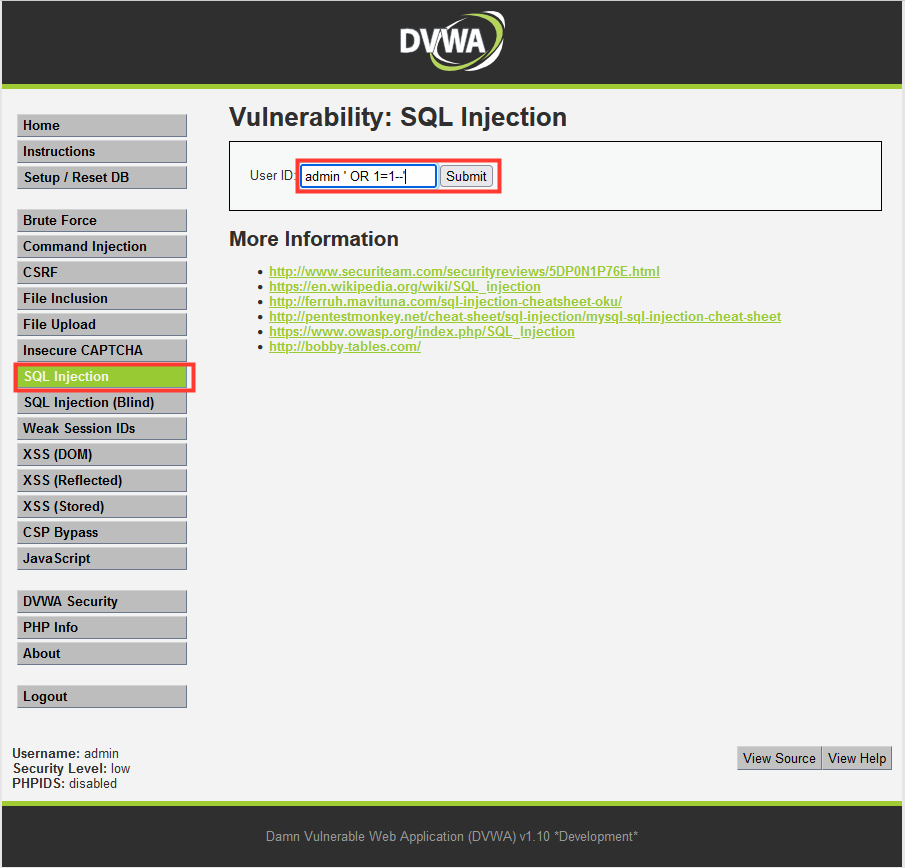 DVWA
Vulnerability: SQL Injection
User ID: admin ' OR 1=1--' Submit
More Information
http://www.securiteam.com/securityreviews/5DP0N1P76E.html
https://en.wikipedia.org/wiki/SQL_injection
http://ferruh.mavituna.com/sql-injection-cheatsheet-oku/
http://pentestmonkey.net/cheat-sheet/sql-injection/mysql-sql-injection-cheat-sheet
https://www.owasp.org/index.php/SQL_Injection
http://bobby-tables.com/
Home
Instructions
Setup / Reset DB
Brute Force
Command Injection
CSRF
File Inclusion
File Upload
Insecure CAPTCHA
SQL Injection
SQL Injection (Blind)
Weak Session IDs
XSS (DOM)
XSS (Reflected)
XSS (Stored)
CSP Bypass
JavaScript
DVWA Security
PHP Info
About
Logout
Username: admin
Security Level: low
PHPIDS: disabled
View Source View Help
Damn Vulnerable Web Application (DVWA) v1.10 *Development*